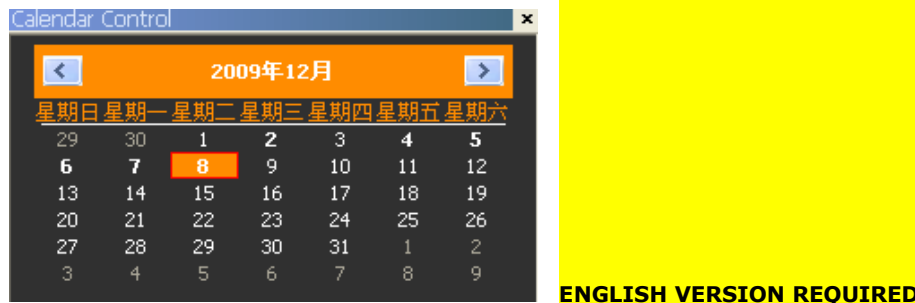 Calendar Control
2009年12月
星期日 星期一 星期二 星期三 星期四 星期五 星期六
29 30 1 2 3 4 5
6 7 8 9 10 11 12
13 14 15 16 17 18 19
20 21 22 23 24 25 26
27 28 29 30 31 1 2
3 4 5 6 7 8 9
ENGLISH VERSION REQUIRED